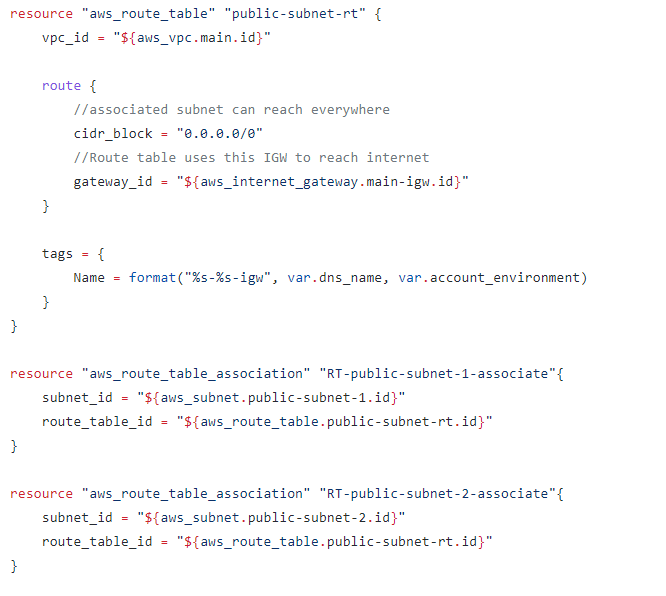 resource "aws_route_table" "public-subnet-rt" {
    vpc_id = "${aws_vpc.main.id}"

    route {
        //associated subnet can reach everywhere
        cidr_block = "0.0.0.0/0"
        //Route table uses this IGW to reach internet
        gateway_id = "${aws_internet_gateway.main-igw.id}"
    }

    tags = {
        Name = format("%s-%s-igw", var.dns_name, var.account_environment)
    }
}

resource "aws_route_table_association" "RT-public-subnet-1-associate"{
    subnet_id = "${aws_subnet.public-subnet-1.id}"
    route_table_id = "${aws_route_table.public-subnet-rt.id}"
}

resource "aws_route_table_association" "RT-public-subnet-2-associate"{
    subnet_id = "${aws_subnet.public-subnet-2.id}"
    route_table_id = "${aws_route_table.public-subnet-rt.id}"
}